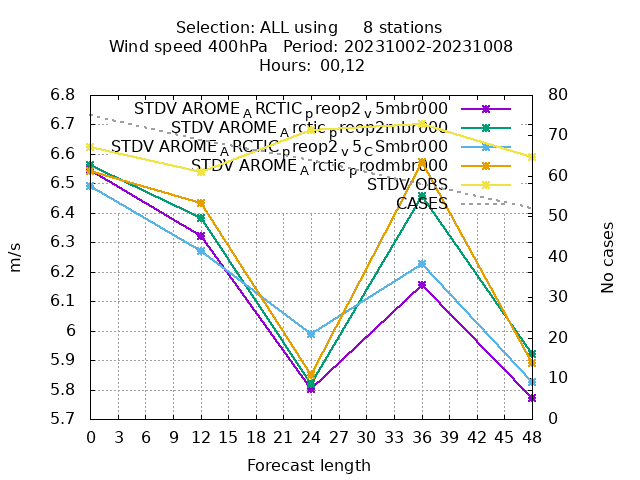 Selection: ALL using     8 stations
Wind speed 400hPa   Period: 20231002-20231008
Hours:  00,12
6.8
6.7
6.6
6.5
6.4
6.3
6.2
6.1
6
5.9
5.8
5.7
m/s
STDV AROME_ARCTIC_preop2_v5mbr000
STDV AROME_Arctic_preop2mbr000
STDV AROME_ARCTIC_preop2_v5_CSmbr000
STDV AROME_Arctic_prodmbr000
STDV OBS
CASES
80
70
60
50
40
30
20
10
0
No cases
0 3 6 9 12 15 18 21 24 27 30 33 36 39 42 45 48
Forecast length